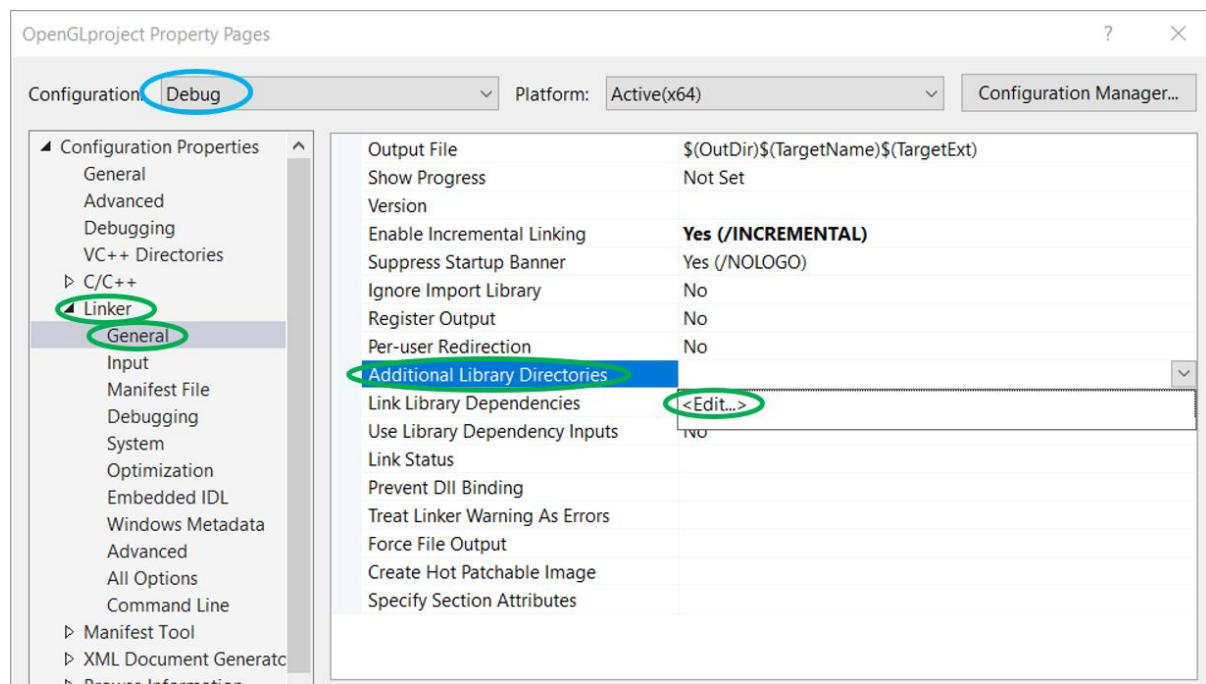 OpenGLproject Property Pages ? ×
Configuration: Debug Platform: Active(x64) Configuration Manager...
Configuration Properties
General
Advanced
Debugging
VC++ Directories
C/C++
Linker
General
Input
Manifest File
Debugging
System
Optimization
Embedded IDL
Windows Metadata
Advanced
All Options
Command Line
Manifest Tool
XML Document Generatc
Browse Information
Output File $(OutDir)$(TargetName)$(TargetExt)
Show Progress Not Set
Version
Enable Incremental Linking Yes (/INCREMENTAL)
Suppress Startup Banner Yes (/NOLOGO)
Ignore Import Library No
Register Output No
Per-user Redirection No
Additional Library Directories
Link Library Dependencies <Edit...>
Use Library Dependency Inputs No
Link Status
Prevent Dll Binding
Treat Linker Warning As Errors
Force File Output
Create Hot Patchable Image
Specify Section Attributes